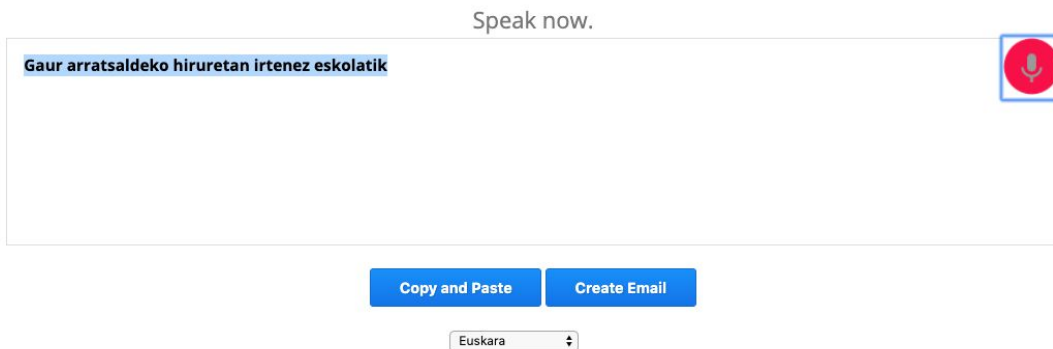 Speak now.
Gaur arratsaldeko hiruretan irtenez eskolatik
Copy and Paste
Create Email
Euskara